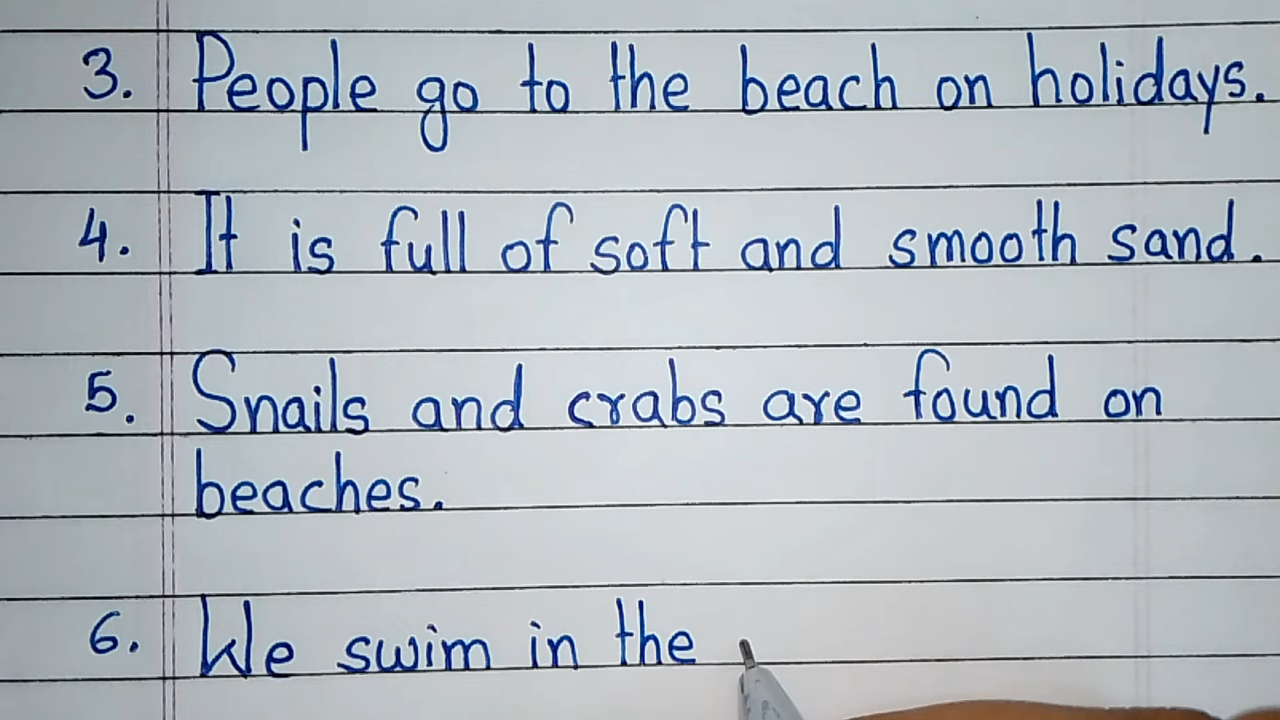 3. People go to the beach on holidays.
4. It is full of soft and smooth sand.
5. Snails and crabs are found on
beaches.
6. We swim in the